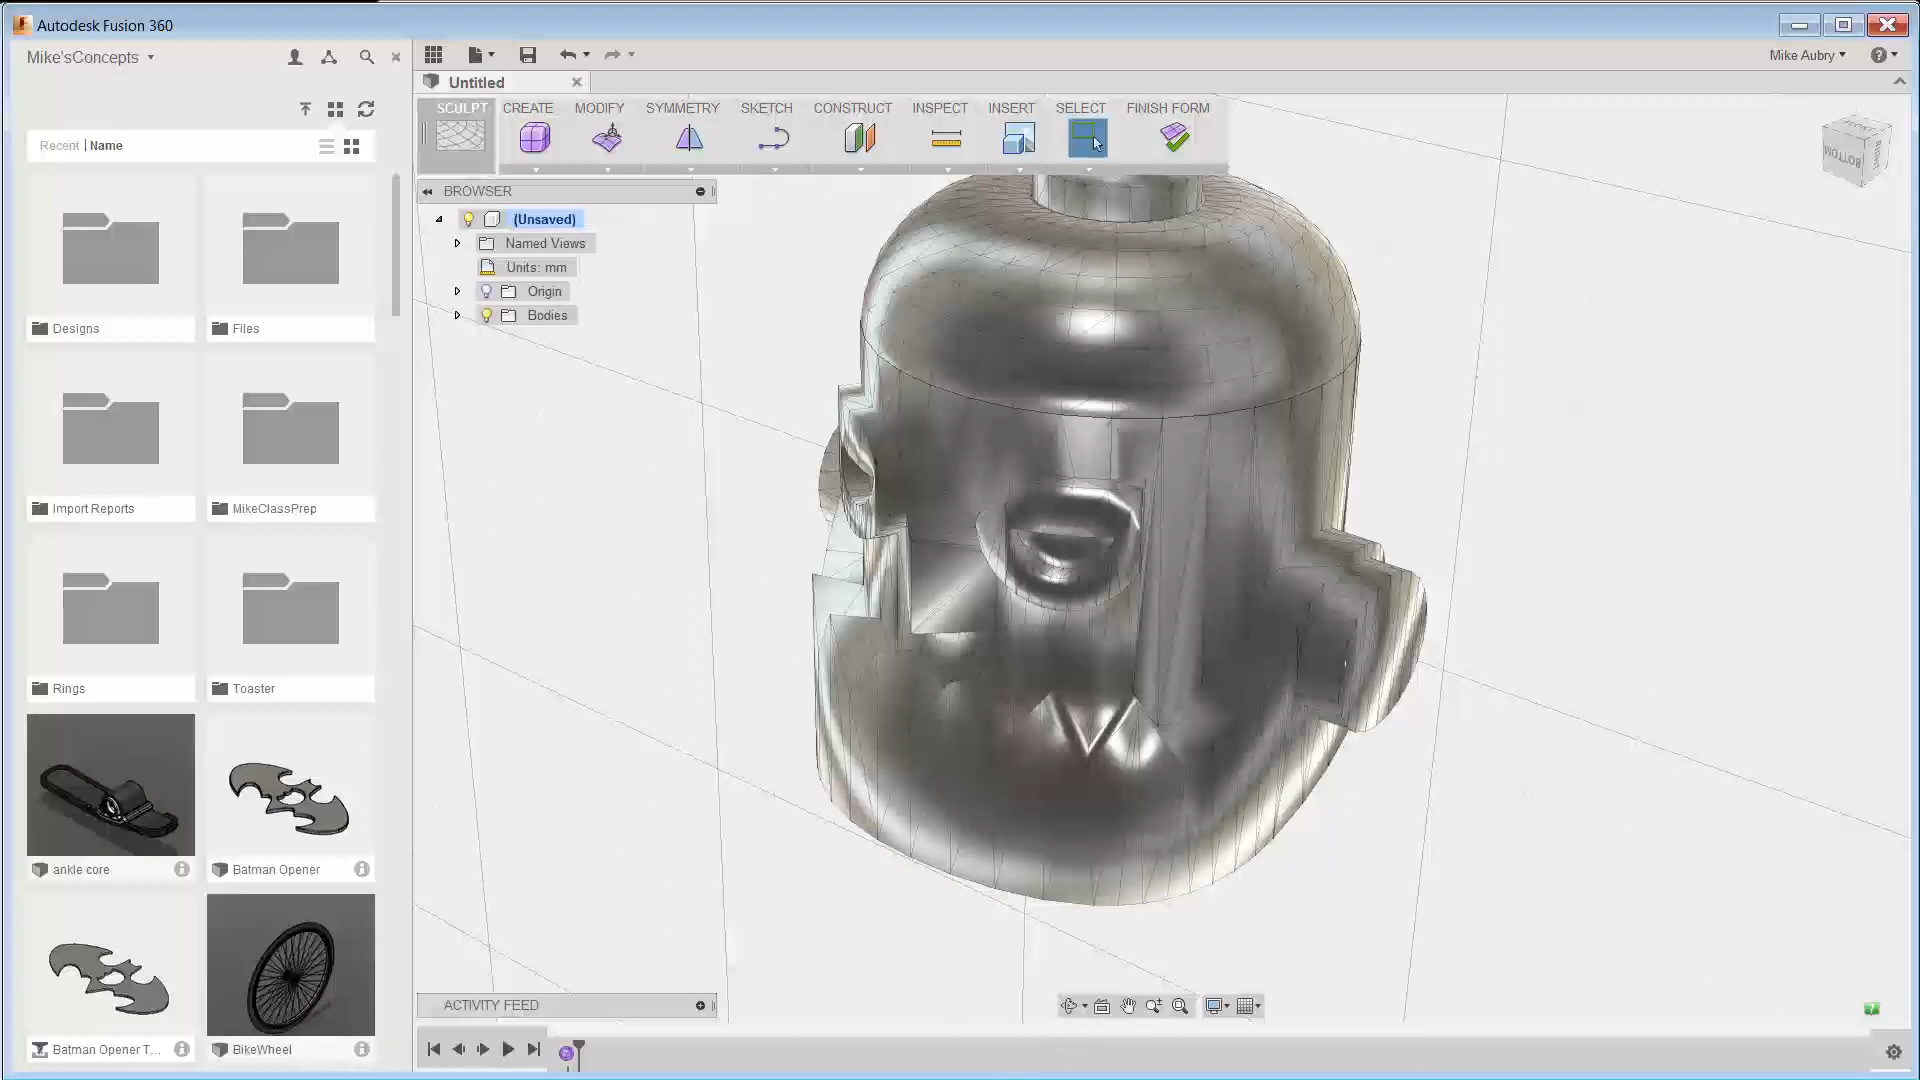 Autodesk Fusion 360
Mike'sConcepts
Mike Aubry
Untitled
SCULPT CREATE MODIFY SYMMETRY SKETCH CONSTRUCT INSPECT INSERT SELECT FINISH FORM
Recent | Name
BROWSER
(Unsaved)
Named Views
Units: mm
Origin
Bodies
BOTTOM
Designs
Files
Import Reports
MikeClassPrep
Rings
Toaster
ankle core
Batman Opener
Batman Opener T...
BikeWheel
ACTIVITY FEED